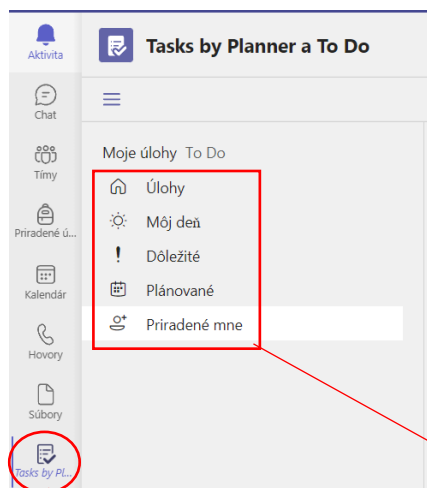 Aktivita
Chat
Tímy
Priradené ú...
Kalendár
Hovory
Súbory
Tasks by Pl...
Tasks by Planner a To Do
Moje úlohy To Do
Úlohy
Môj deň
Dôležité
Plánované
Priradené mne